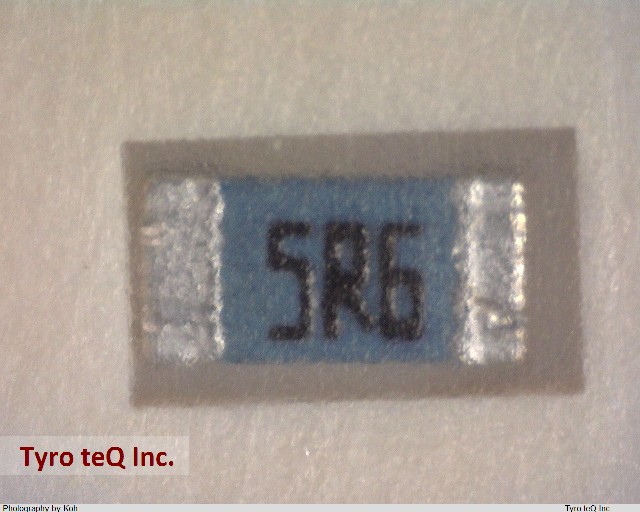 5R6
Tyro teQ Inc.
Photography by Koh
Tyro teQ Inc.